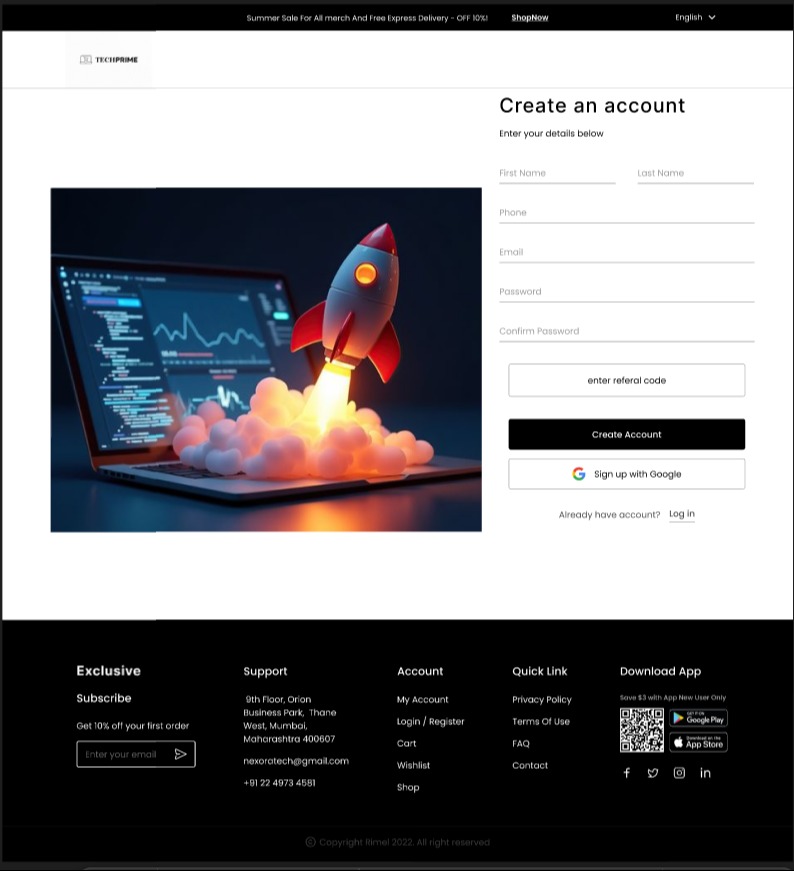 Summer Sale For All merch And Free Express Delivery - OFF 10%! ShopNow English
TECHPRIME
Create an account
Enter your details below
First Name Last Name
Phone
Email
Password
Confirm Password
enter referal code
Create Account
Sign up with Google
Already have account? Log in
Exclusive
Subscribe
Get 10% off your first order
Enter your email
Support
9th Floor, Orion
Business Park, Thane
West, Mumbai,
Maharashtra 400607
nexoratech@gmail.com
+91 22 4973 4581
Account
My Account
Login / Register
Cart
Wishlist
Shop
Quick Link
Privacy Policy
Terms Of Use
FAQ
Contact
Download App
Save $3 with App New User Only
GET IT ON
Google Play
Download on the
App Store
© Copyright Rimel 2022. All right reserved